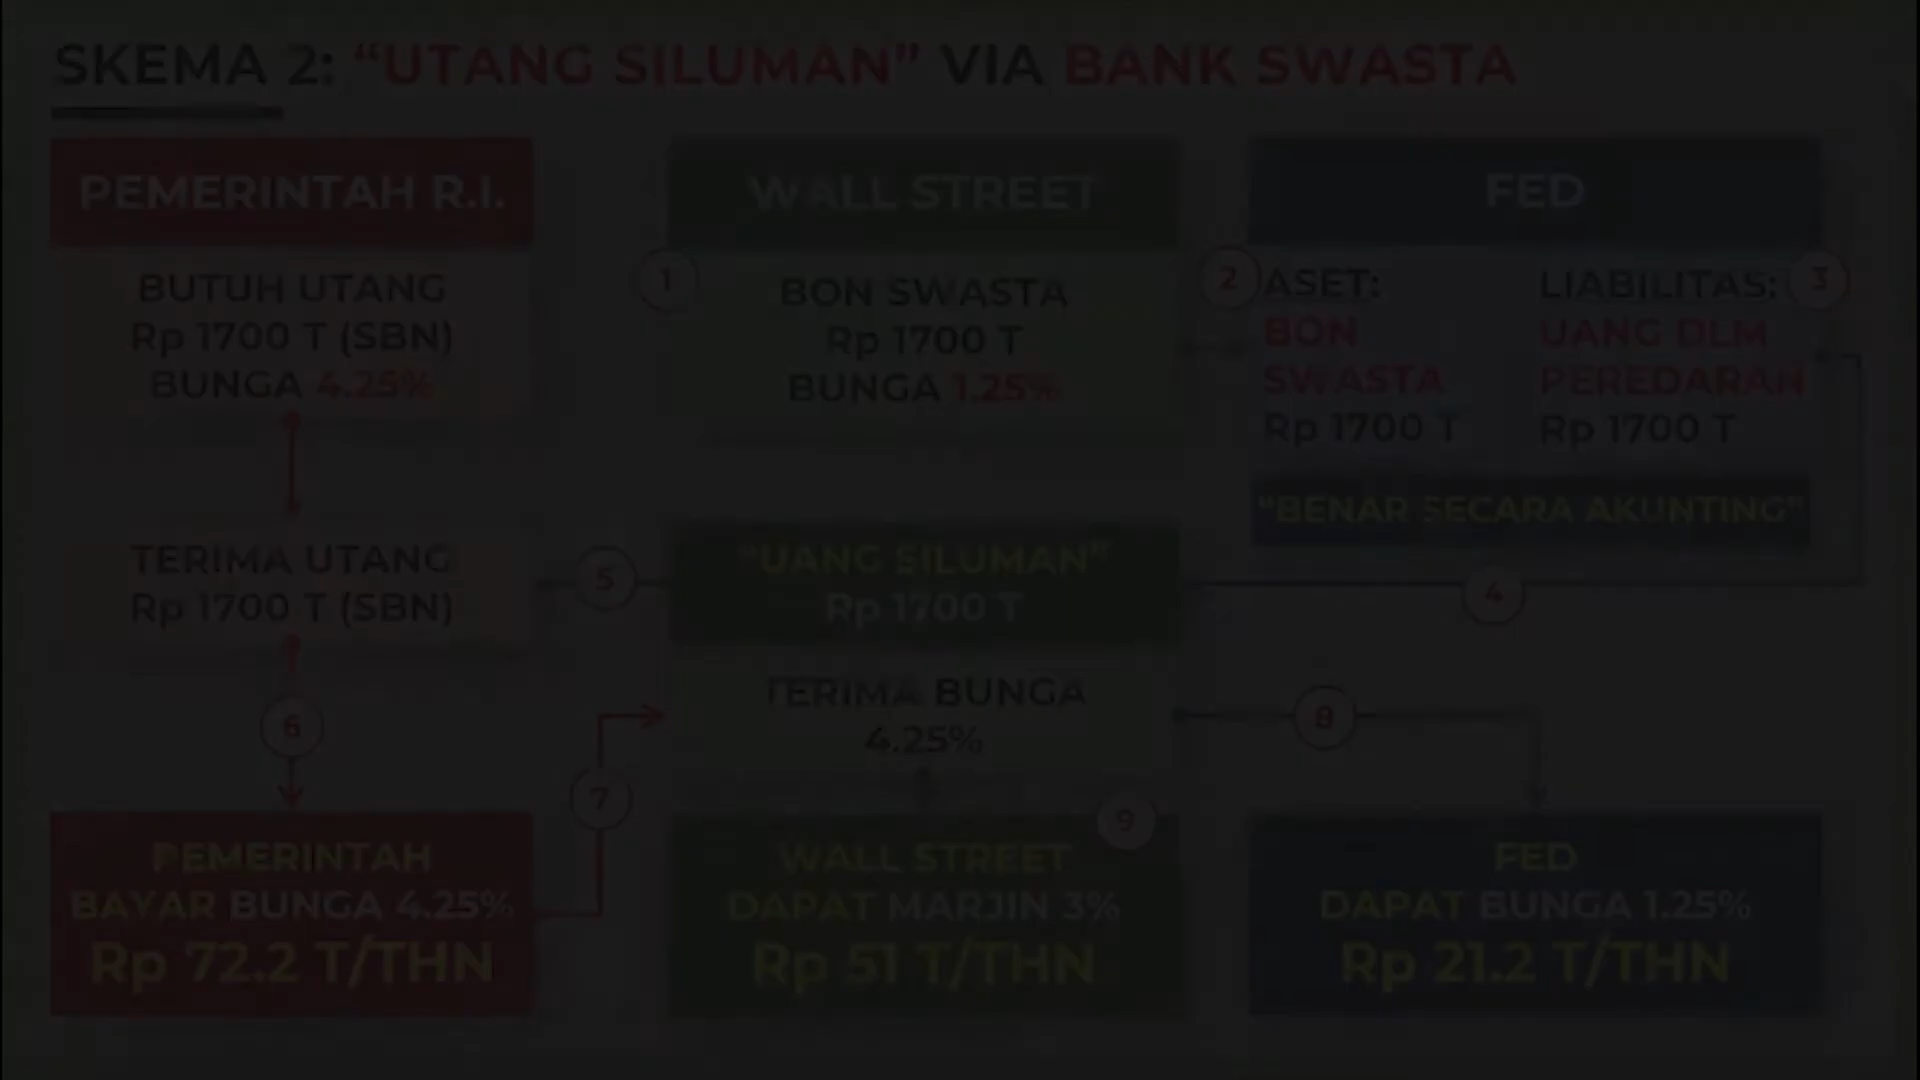 SKEMA 2: “UTANG SILUMAN” VIA BANK SWASTA
PEMERINTAH R.I.
BUTUH UTANG
Rp 1700 T (SBN)
BUNGA 4.25%
WALL STREET
1
BON SWASTA
Rp 1700 T
BUNGA 1.25%
FED
2
ASET:
BON
SWASTA
Rp 1700 T
LIABILITAS:
3
UANG DLM
PEREDARAN
Rp 1700 T
“BENAR SECARA AKUNTING”
TERIMA UTANG
Rp 1700 T (SBN)
5
“UANG SILUMAN”
Rp 1700 T
4
TERIMA BUNGA
4.25%
6
7
8
9
PEMERINTAH
BAYAR BUNGA 4.25%
Rp 72.2 T/THN
WALL STREET
DAPAT MARJIN 3%
Rp 51 T/THN
FED
DAPAT BUNGA 1.25%
Rp 21.2 T/THN